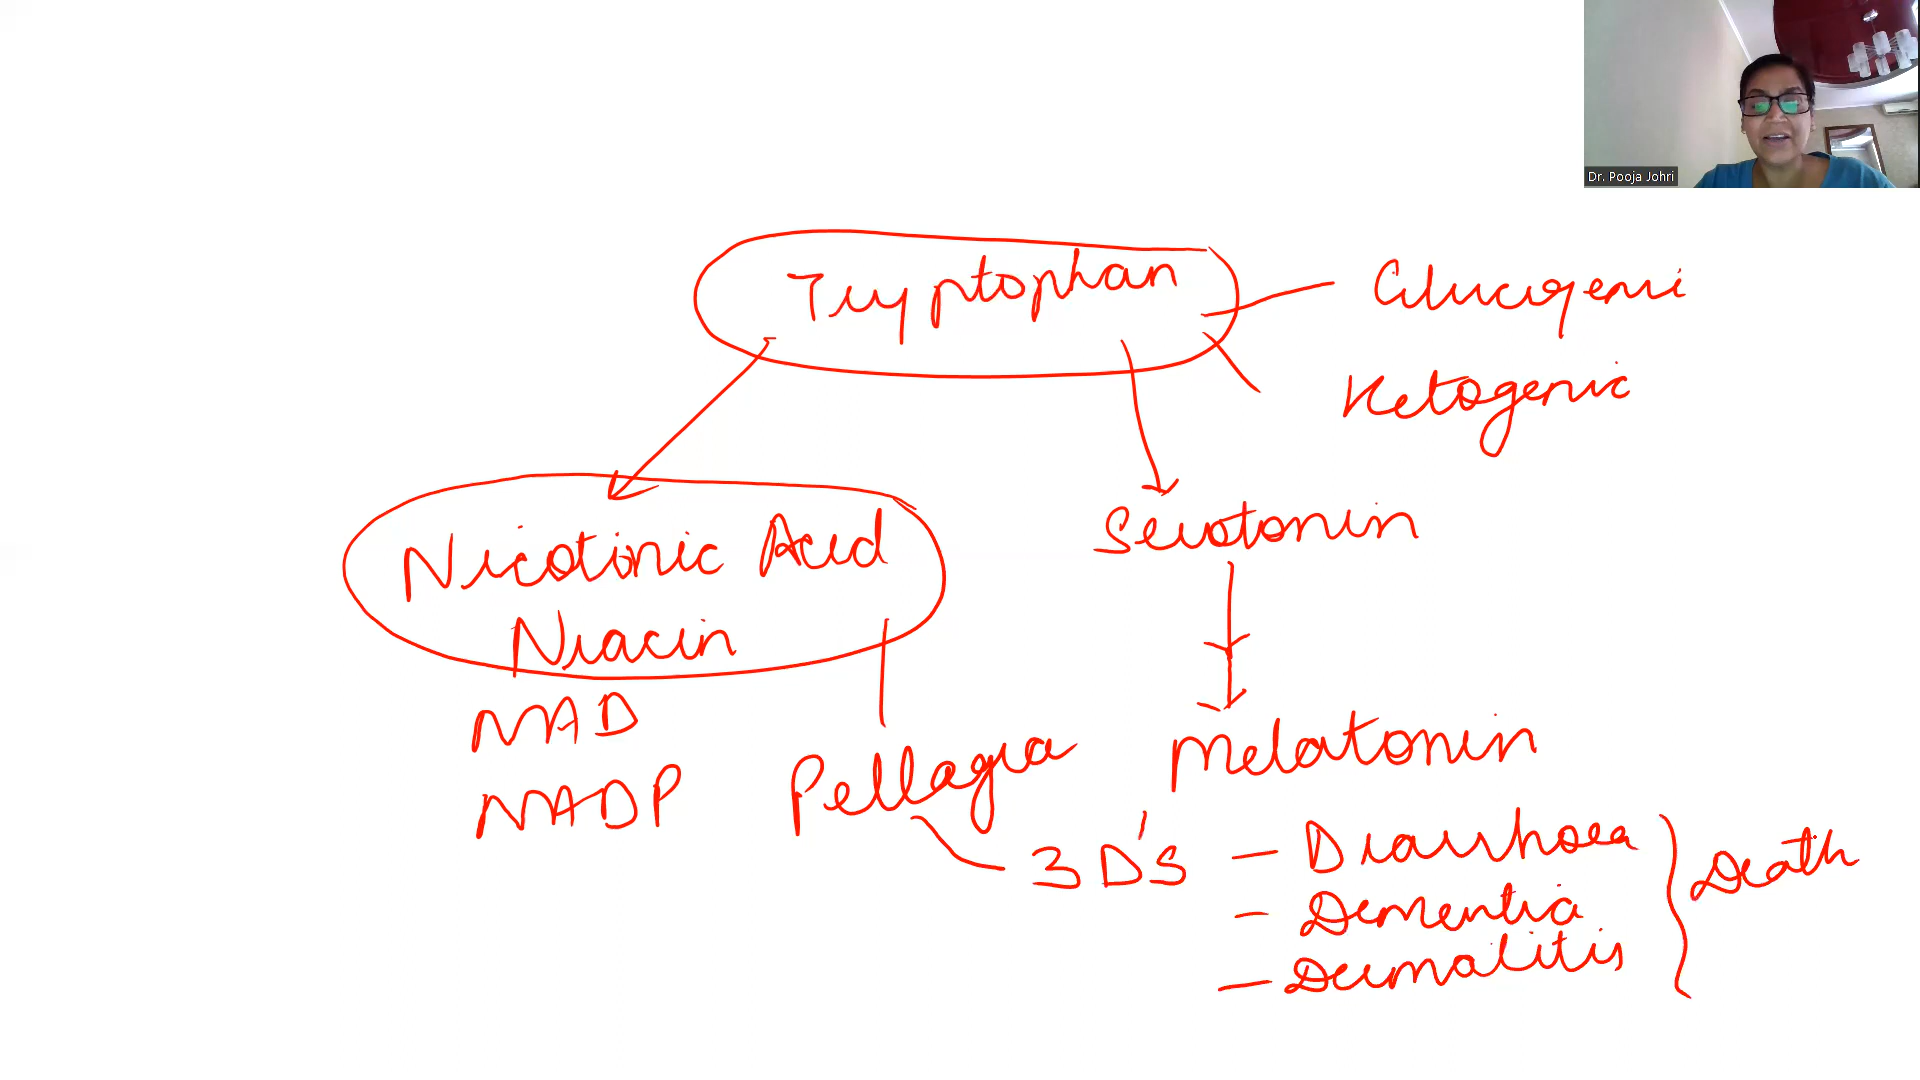 Dr. Pooja Johri
Tryptophan
Glucogenic
Ketogenic
Nicotinic Acid
Niacin
Serotonin
NAD
NADP
Pellagra
Melatonin
3 D's
- Diarrhoea
- Dementia
- Dermatitis
Death